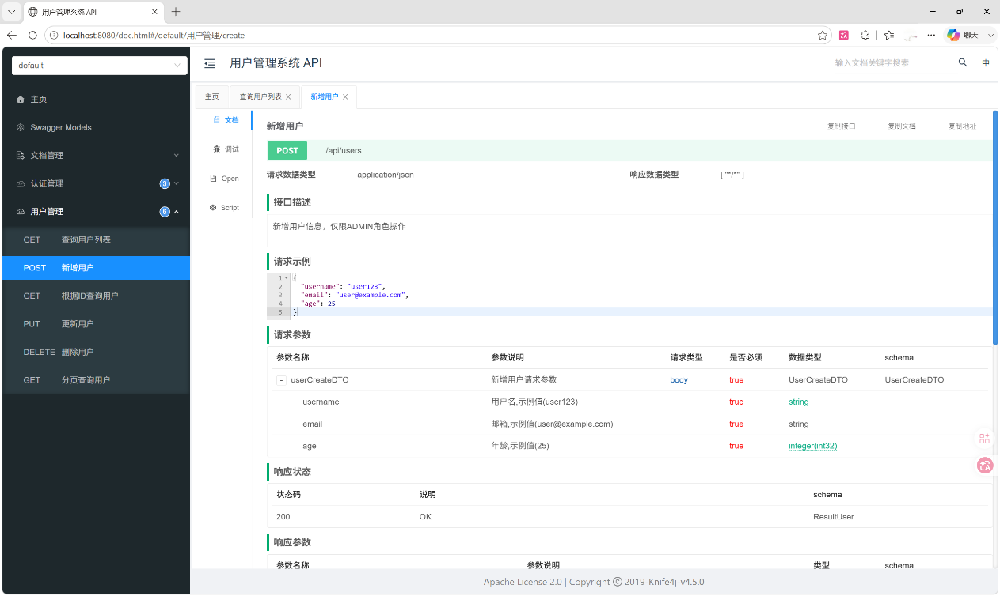 用户管理系统 API
localhost:8080/doc.html#/default/用户管理/create
聊天
default
主页
Swagger Models
文档管理
认证管理 3
用户管理 6
GET 查询用户列表
POST 新增用户
GET 根据ID查询用户
PUT 更新用户
DELETE 删除用户
GET 分页查询用户
用户管理系统 API
输入文档关键字搜索
中
主页 查询用户列表 新增用户
文档
调试
Open
Script
新增用户 复制接口 复制文档 复制地址
POST /api/users
请求数据类型 application/json 响应数据类型 [ "*/*" ]
接口描述
新增用户信息，仅限ADMIN角色操作
请求示例
1 {
2 "username": "user123",
3 "email": "user@example.com",
4 "age": 25
5 }
请求参数
参数名称 参数说明 请求类型 是否必须 数据类型 schema
- userCreateDTO 新增用户请求参数 body true UserCreateDTO UserCreateDTO
username 用户名,示例值(user123) true string
email 邮箱,示例值(user@example.com) true string
age 年龄,示例值(25) true integer(int32)
响应状态
状态码 说明 schema
200 OK ResultUser
响应参数
参数名称 参数说明 类型 schema
Apache License 2.0 | Copyright © 2019-Knife4j-v4.5.0